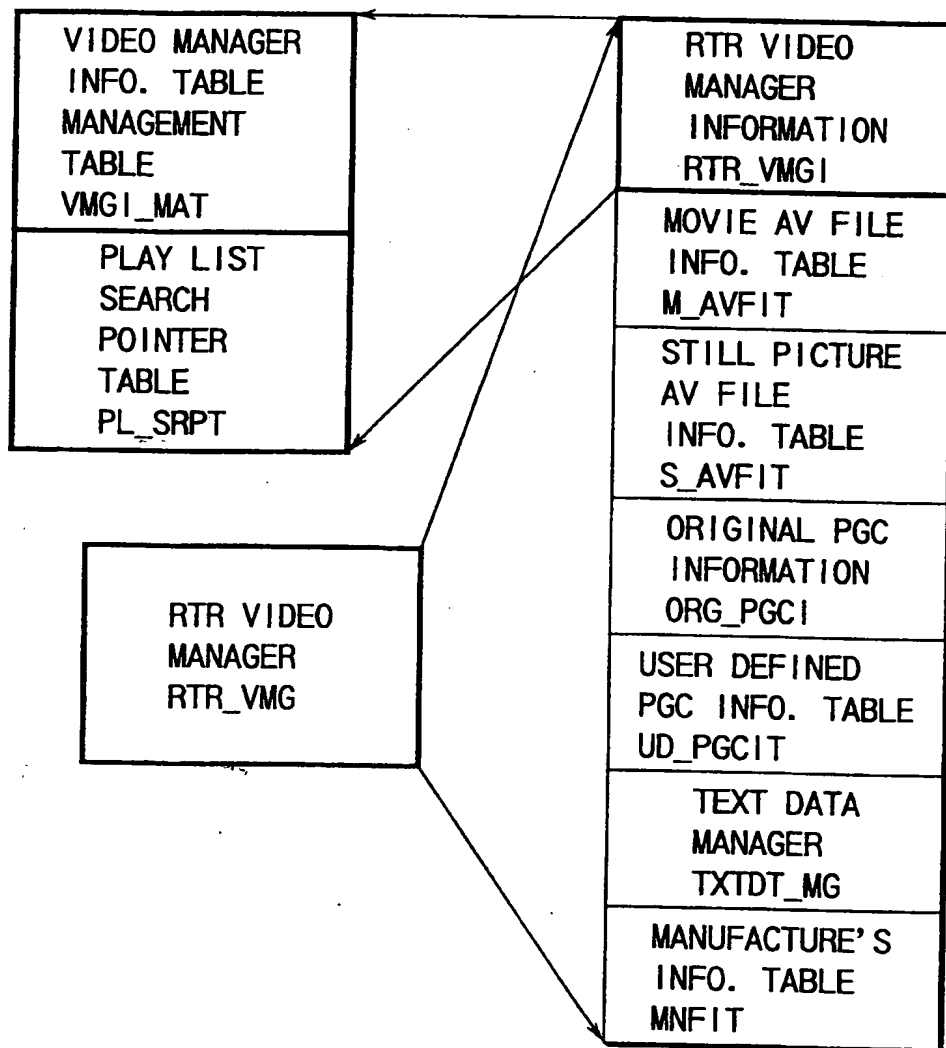 VIDEO MANAGER
INFO. TABLE
MANAGEMENT
TABLE
VMGI_MAT
PLAY LIST
SEARCH
POINTER
TABLE
PL_SRPT
RTR VIDEO
MANAGER
RTR_VMG
RTR VIDEO
MANAGER
INFORMATION
RTR_VMGI
MOVIE AV FILE
INFO. TABLE
M_AVFIT
STILL PICTURE
AV FILE
INFO. TABLE
S_AVFIT
ORIGINAL PGC
INFORMATION
ORG_PGCI
USER DEFINED
PGC INFO. TABLE
UD_PGCIT
TEXT DATA
MANAGER
TXTDT_MG
MANUFACTURE'S
INFO. TABLE
MNFIT